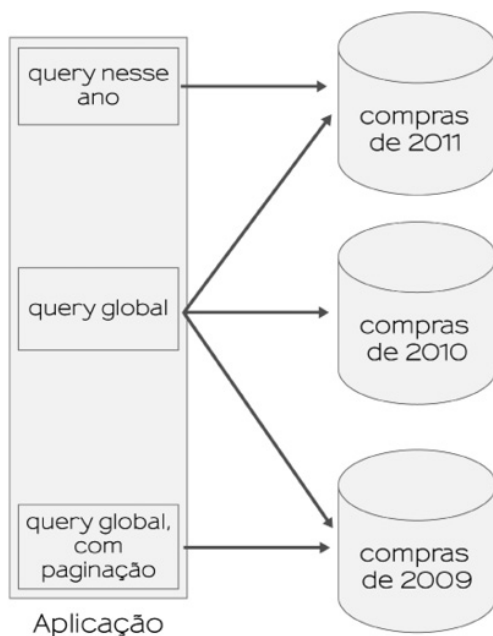 query nesse
ano
compras
de 2011
query global
compras
de 2010
query global,
com
paginação
compras
de 2009
Aplicação